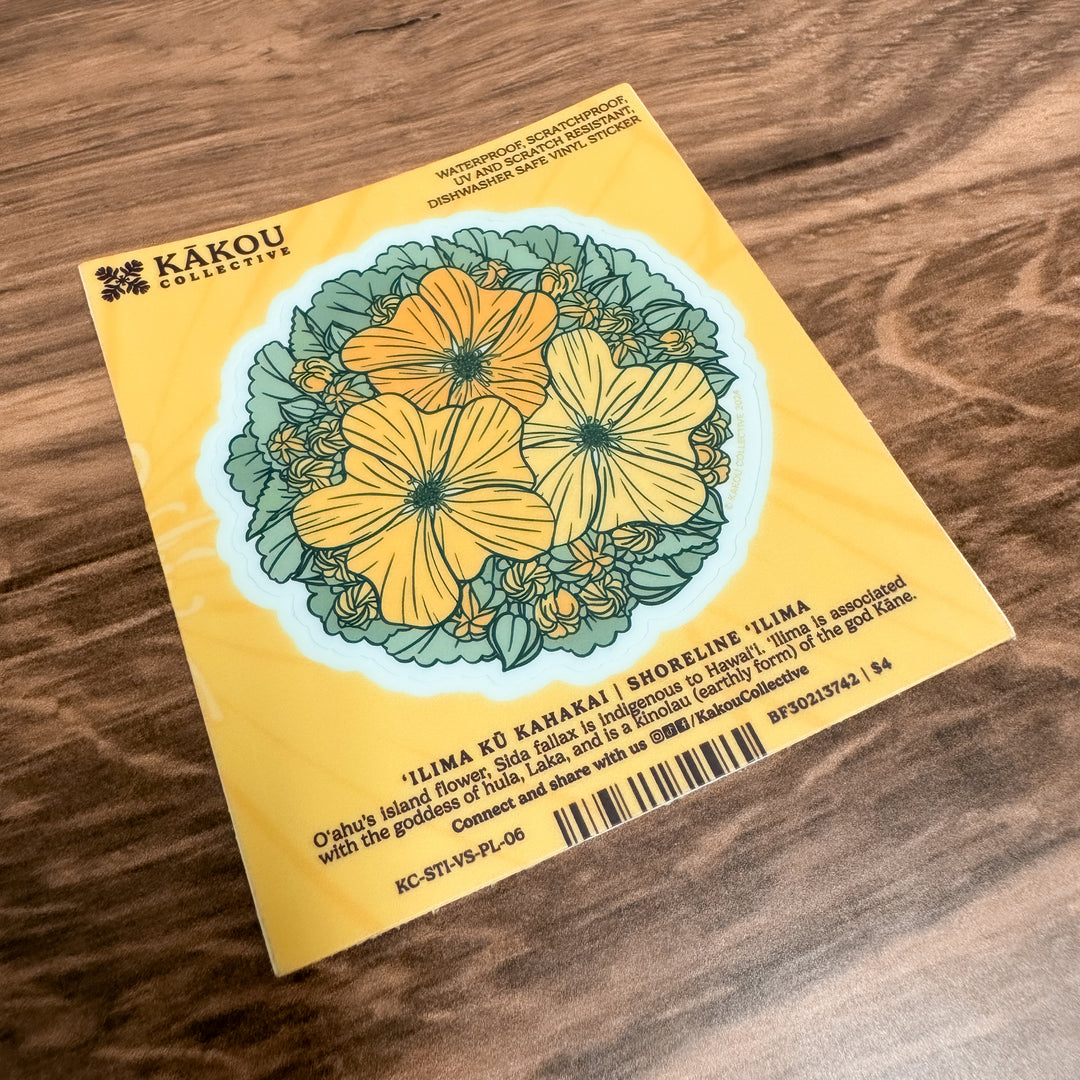 KĀKOU
COLLECTIVE
WATERPROOF, SCRATCHPROOF,
UV AND SCRATCH RESISTANT,
DISHWASHER SAFE VINYL STICKER
© KĀKOU COLLECTIVE 2024
ʻILIMA KŪ KAHAKAI | SHORELINE ʻILIMA
Oʻahu's island flower, Sida fallax is indigenous to Hawaiʻi. ʻIlima is associated
with the goddess of hula, Laka, and is a kinolau (earthly form) of the god Kāne.
Connect and share with us /KakouCollective
KC-STI-VS-PL-06
BF30213742 | $4